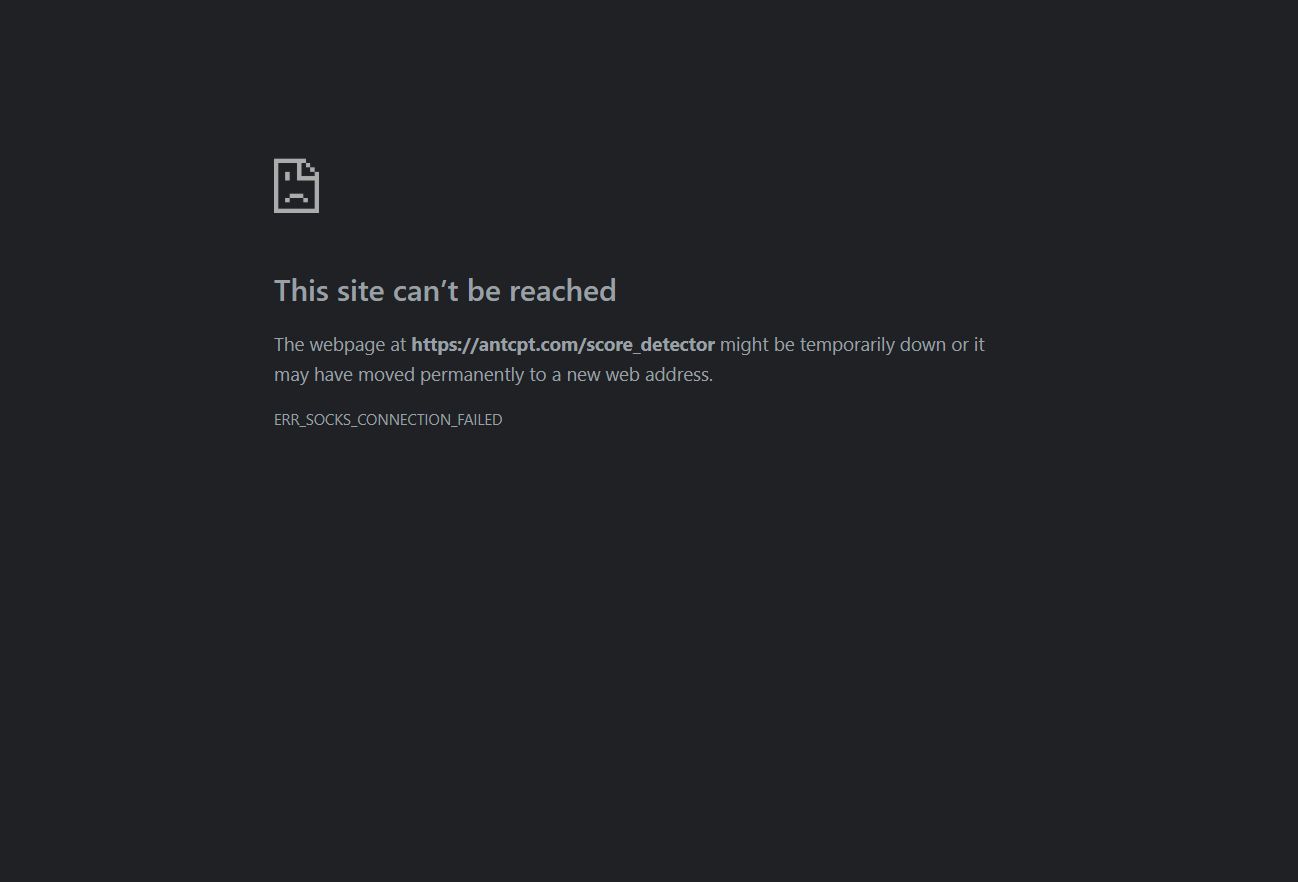 This site can’t be reached
The webpage at https://antcpt.com/score_detector might be temporarily down or it
may have moved permanently to a new web address.
ERR_SOCKS_CONNECTION_FAILED